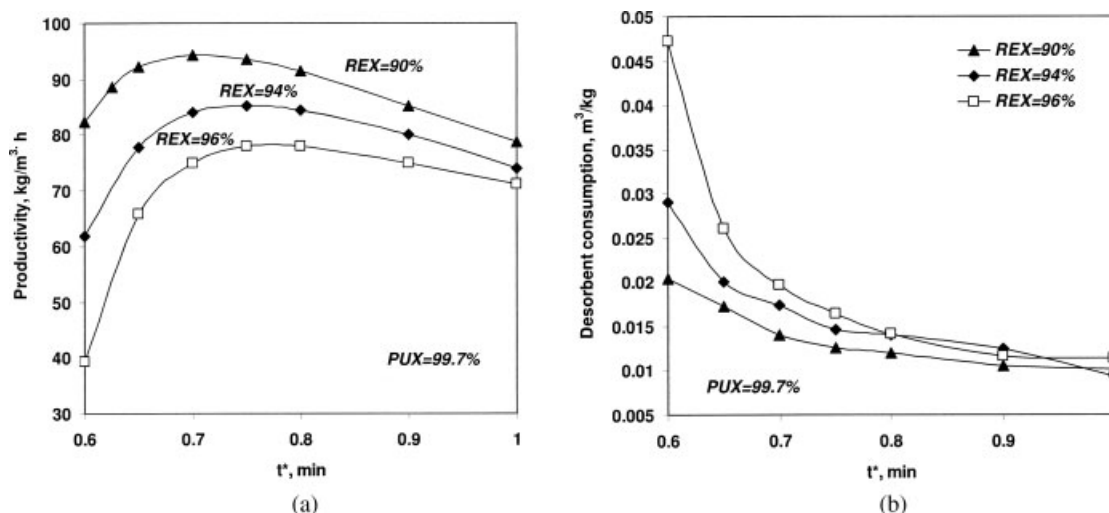 100
90
80
70
60
50
40
30
Productivity, kg/m³· h
REX=90%
REX=94%
REX=96%
PUX=99.7%
0.6 0.7 0.8 0.9 1
t*, min
(a)
0.05
0.045
0.04
0.035
0.03
0.025
0.02
0.015
0.01
0.005
Desorbent consumption, m³/kg
REX=90%
REX=94%
REX=96%
PUX=99.7%
0.6 0.7 0.8 0.9
t*, min
(b)